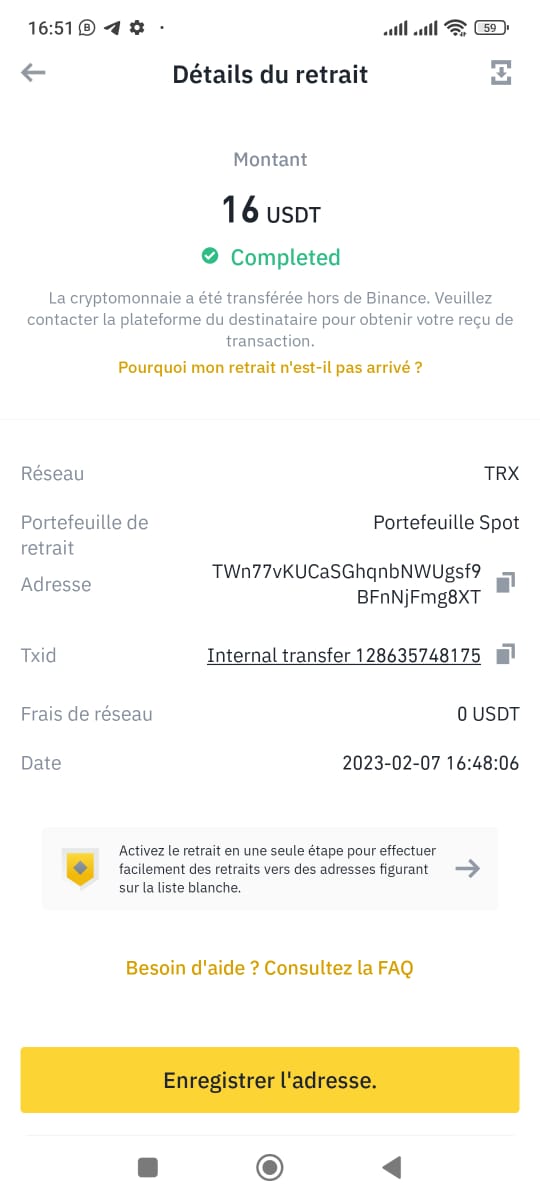 16:51
59
Détails du retrait
Montant
16 USDT
Completed
La cryptomonnaie a été transférée hors de Binance. Veuillez
contacter la plateforme du destinataire pour obtenir votre reçu de
transaction.
Pourquoi mon retrait n'est-il pas arrivé ?
Réseau
TRX
Portefeuille de
retrait
Portefeuille Spot
Adresse
TWn77vKUCaSGhqnbNWUgsf9
BFnNjFmg8XT
Txid
Internal transfer 128635748175
Frais de réseau
0 USDT
Date
2023-02-07 16:48:06
Activez le retrait en une seule étape pour effectuer
facilement des retraits vers des adresses figurant
sur la liste blanche.
Besoin d'aide ? Consultez la FAQ
Enregistrer l'adresse.